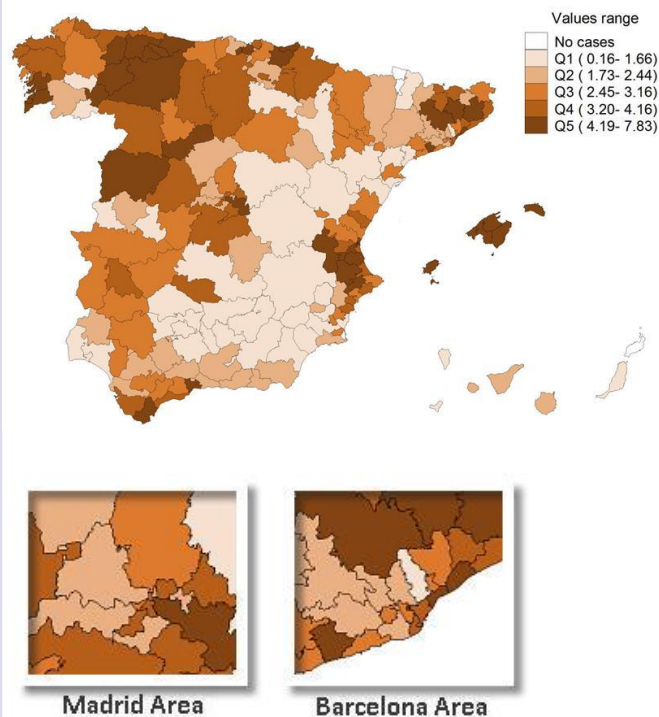 Values range
No cases
Q1 ( 0.16- 1.66)
Q2 ( 1.73- 2.44)
Q3 ( 2.45- 3.16)
Q4 ( 3.20- 4.16)
Q5 ( 4.19- 7.83)
Madrid Area
Barcelona Area